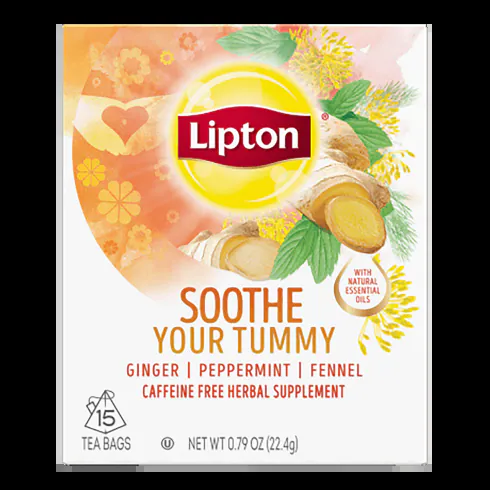 Lipton®
WITH
NATURAL
ESSENTIAL
OILS
SOOTHE
YOUR TUMMY
GINGER | PEPPERMINT | FENNEL
CAFFEINE FREE HERBAL SUPPLEMENT
15
TEA BAGS
U NET WT 0.79 OZ (22.4g)